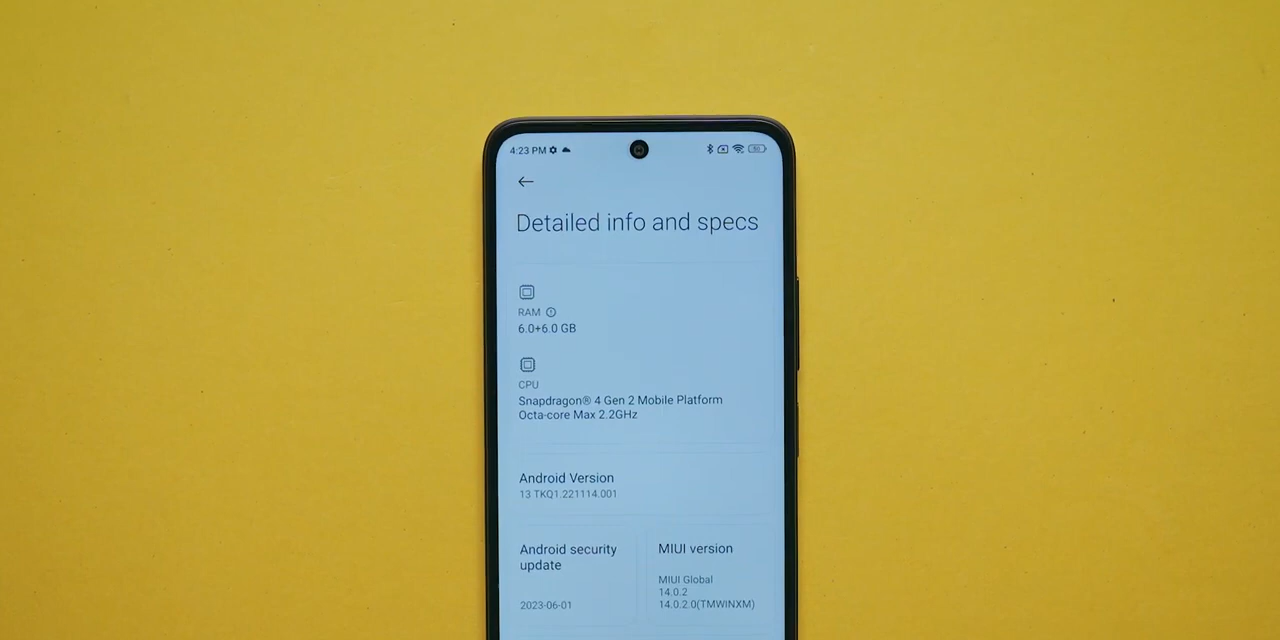 4:23 PM
Detailed info and specs
RAM
6.0+6.0 GB
CPU
Snapdragon® 4 Gen 2 Mobile Platform
Octa-core Max 2.2GHz
Android Version
13 TKQ1.221114.001
Android security
update
2023-06-01
MIUI version
MIUI Global
14.0.2
14.0.2.0(TMWINXM)